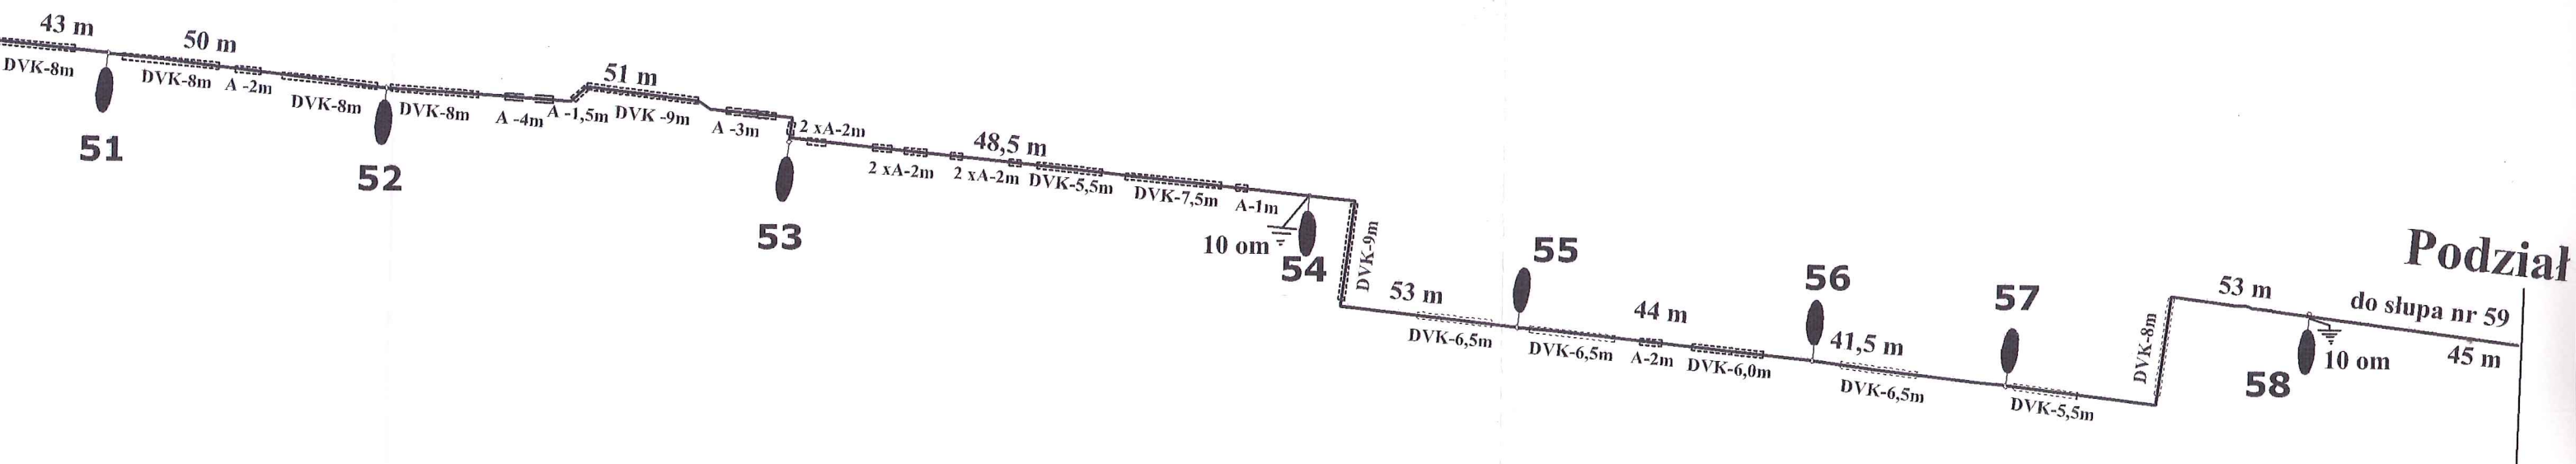 43 m
DVK-8m
51
50 m
DVK-8m
A -2m
DVK-8m
52
DVK-8m
A -4m
A -1,5m
51 m
DVK -9m
A -3m
2 xA-2m
53
48,5 m
2 xA-2m
2 xA-2m
DVK-5,5m
DVK-7,5m
A-1m
10 om
54
DVK-9m
53 m
DVK-6,5m
55
DVK-6,5m
44 m
A-2m
DVK-6,0m
56
41,5 m
DVK-6,5m
57
DVK-5,5m
DVK-8m
53 m
58
10 om
do słupa nr 59
45 m
Podział